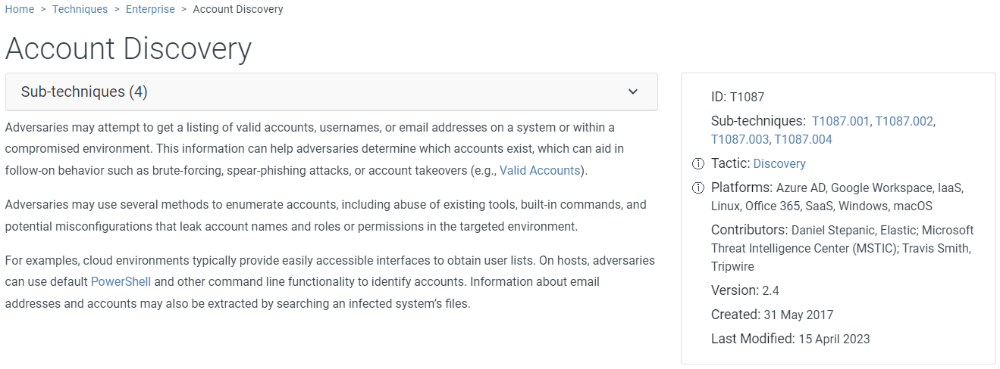 Home > Techniques > Enterprise > Account Discovery
Account Discovery
Sub-techniques (4)
Adversaries may attempt to get a listing of valid accounts, usernames, or email addresses on a system or within a
compromised environment. This information can help adversaries determine which accounts exist, which can aid in
follow-on behavior such as brute-forcing, spear-phishing attacks, or account takeovers (e.g., Valid Accounts).
Adversaries may use several methods to enumerate accounts, including abuse of existing tools, built-in commands, and
potential misconfigurations that leak account names and roles or permissions in the targeted environment.
For examples, cloud environments typically provide easily accessible interfaces to obtain user lists. On hosts, adversaries
can use default PowerShell and other command line functionality to identify accounts. Information about email
addresses and accounts may also be extracted by searching an infected system’s files.
ID: T1087
Sub-techniques: T1087.001, T1087.002,
T1087.003, T1087.004
Tactic: Discovery
Platforms: Azure AD, Google Workspace, IaaS,
Linux, Office 365, SaaS, Windows, macOS
Contributors: Daniel Stepanic, Elastic; Microsoft
Threat Intelligence Center (MSTIC); Travis Smith,
Tripwire
Version: 2.4
Created: 31 May 2017
Last Modified: 15 April 2023